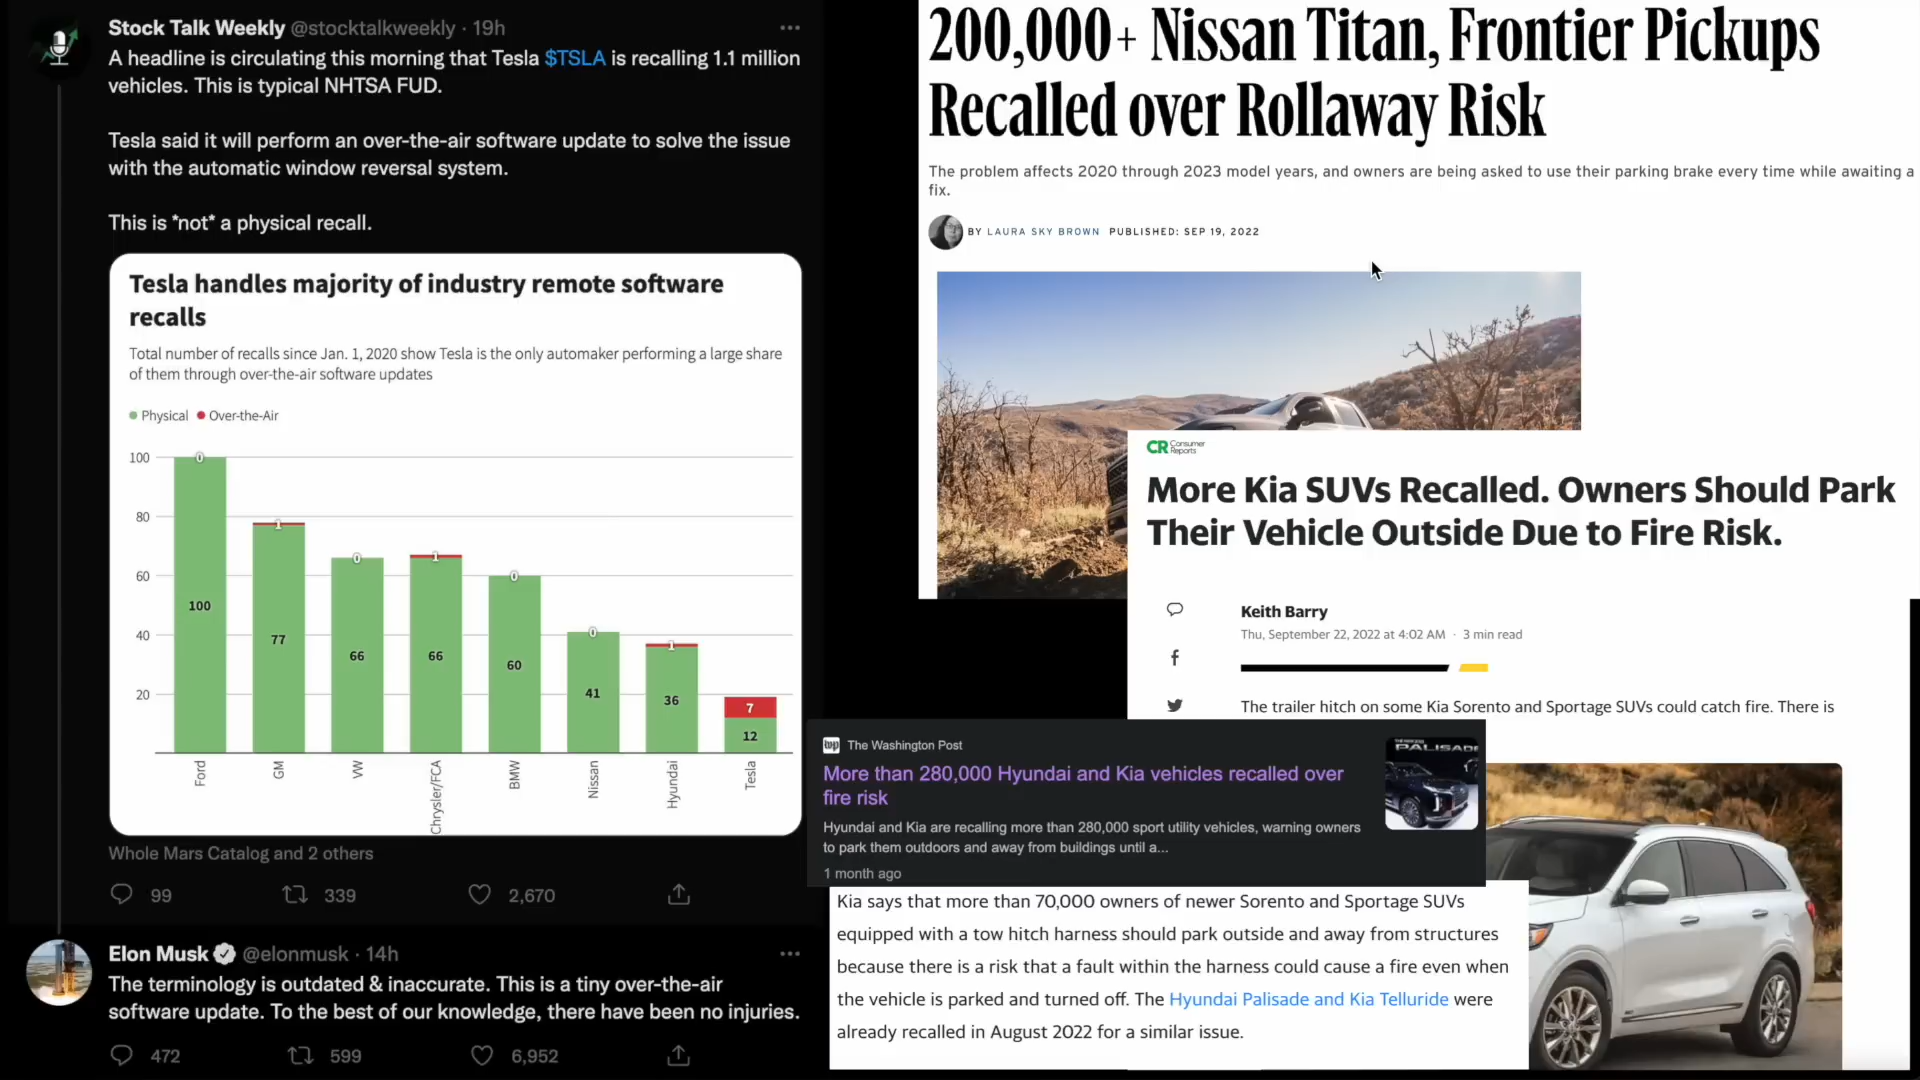 Stock Talk Weekly @stocktalkweekly · 19h
A headline is circulating this morning that Tesla $TSLA is recalling 1.1 million
vehicles. This is typical NHTSA FUD.
Tesla said it will perform an over-the-air software update to solve the issue
with the automatic window reversal system.
This is *not* a physical recall.
Tesla handles majority of industry remote software
recalls
Total number of recalls since Jan. 1, 2020 show Tesla is the only automaker performing a large share
of them through over-the-air software updates
Physical Over-the-Air
100
80
60
40
20
0
1
0
1
0
0
1
7
100
77
66
66
60
41
36
12
Ford
GM
VW
Chrysler/FCA
BMW
Nissan
Hyundai
Tesla
Whole Mars Catalog and 2 others
99 339 2,670
Elon Musk @elonmusk · 14h
The terminology is outdated & inaccurate. This is a tiny over-the-air
software update. To the best of our knowledge, there have been no injuries.
472 599 6,952
200,000+ Nissan Titan, Frontier Pickups
Recalled over Rollaway Risk
The problem affects 2020 through 2023 model years, and owners are being asked to use their parking brake every time while awaiting a
fix.
BY LAURA SKY BROWN PUBLISHED: SEP 19, 2022
CR Consumer
Reports
More Kia SUVs Recalled. Owners Should Park
Their Vehicle Outside Due to Fire Risk.
Keith Barry
Thu, September 22, 2022 at 4:02 AM · 3 min read
The trailer hitch on some Kia Sorento and Sportage SUVs could catch fire. There is
wp The Washington Post
More than 280,000 Hyundai and Kia vehicles recalled over
fire risk
Hyundai and Kia are recalling more than 280,000 sport utility vehicles, warning owners
to park them outdoors and away from buildings until a...
1 month ago
PALISADE
Kia says that more than 70,000 owners of newer Sorento and Sportage SUVs
equipped with a tow hitch harness should park outside and away from structures
because there is a risk that a fault within the harness could cause a fire even when
the vehicle is parked and turned off. The Hyundai Palisade and Kia Telluride were
already recalled in August 2022 for a similar issue.